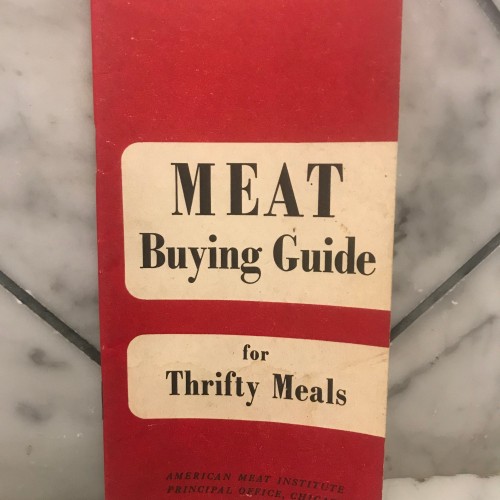 MEAT
Buying Guide
for
Thrifty Meals
AMERICAN MEAT INSTITUTE
PRINCIPAL OFFICE,